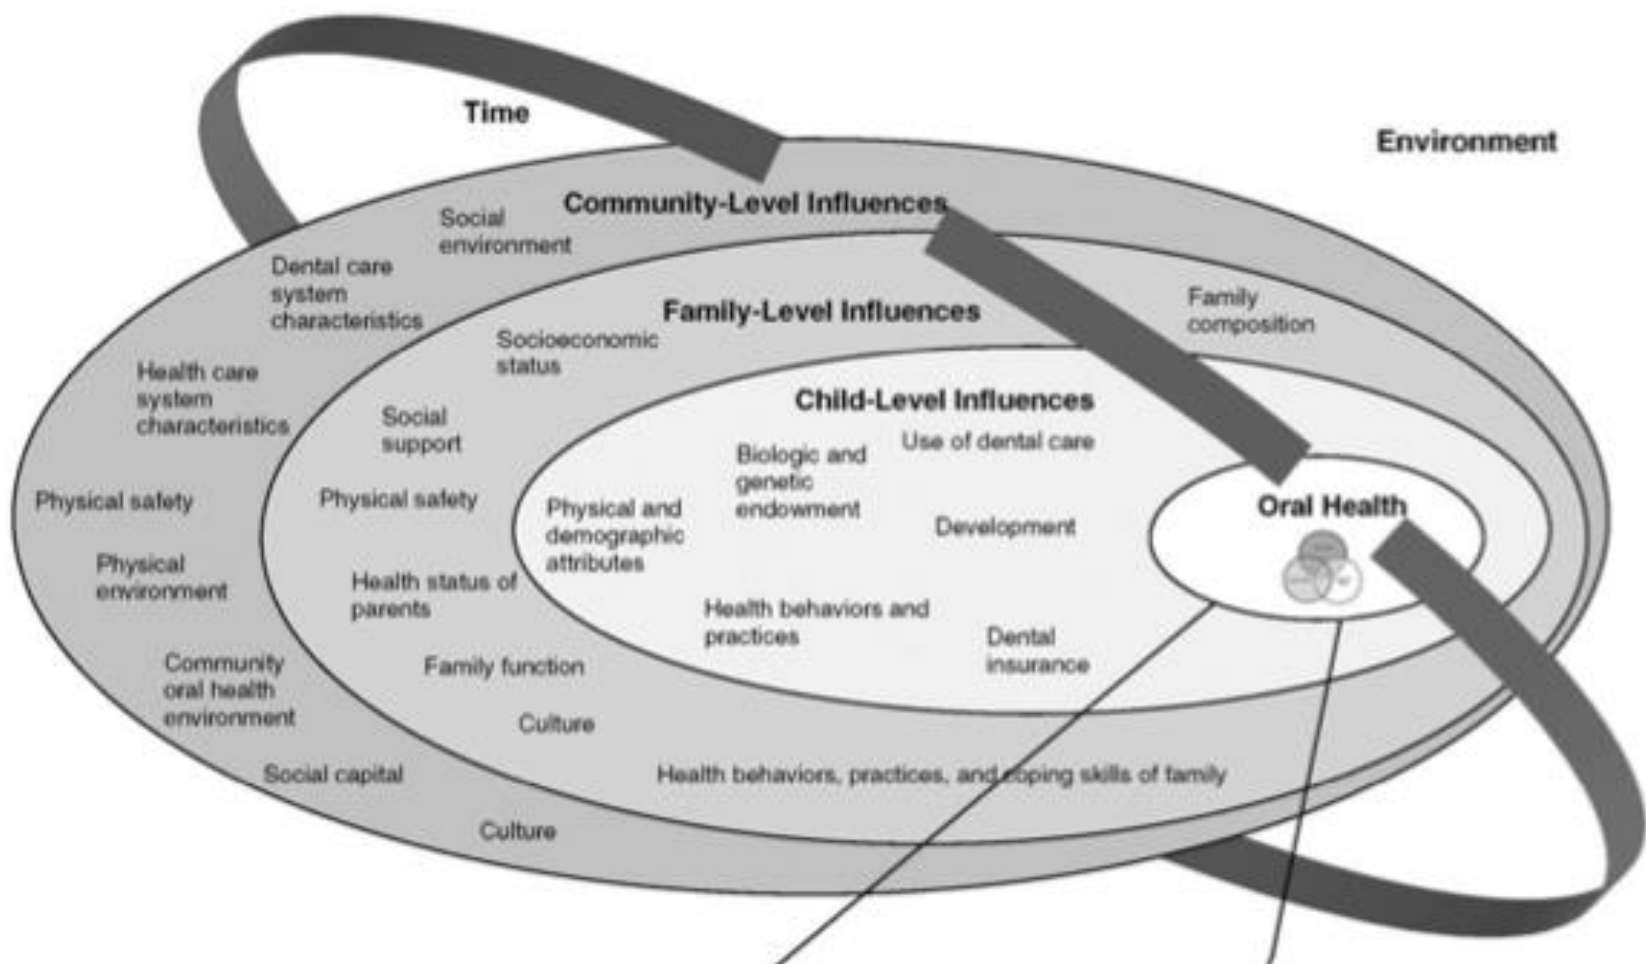 Time
Environment
Community-Level Influences
Social
environment
Dental care
system
characteristics
Health care
system
characteristics
Physical safety
Physical
environment
Community
oral health
environment
Social capital
Culture
Family-Level Influences
Family
composition
Socioeconomic
status
Social
support
Physical safety
Health status of
parents
Family function
Culture
Health behaviors, practices, and coping skills of family
Child-Level Influences
Use of dental care
Biologic and
genetic
endowment
Physical and
demographic
attributes
Development
Health behaviors and
practices
Dental
insurance
Oral Health